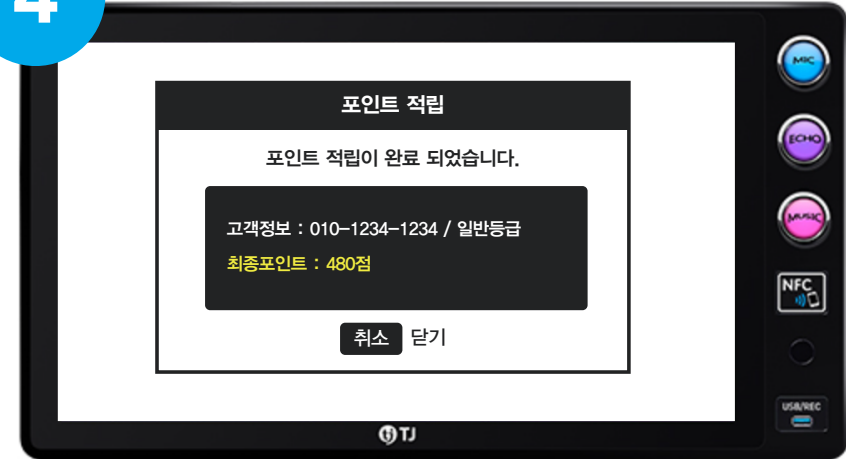 4
포인트 적립
포인트 적립이 완료 되었습니다.
고객정보 : 010-1234-1234 / 일반등급
최종포인트 : 480점
취소 닫기
MIC
ECHO
MUSIC
NFC
USB/REC
TJ